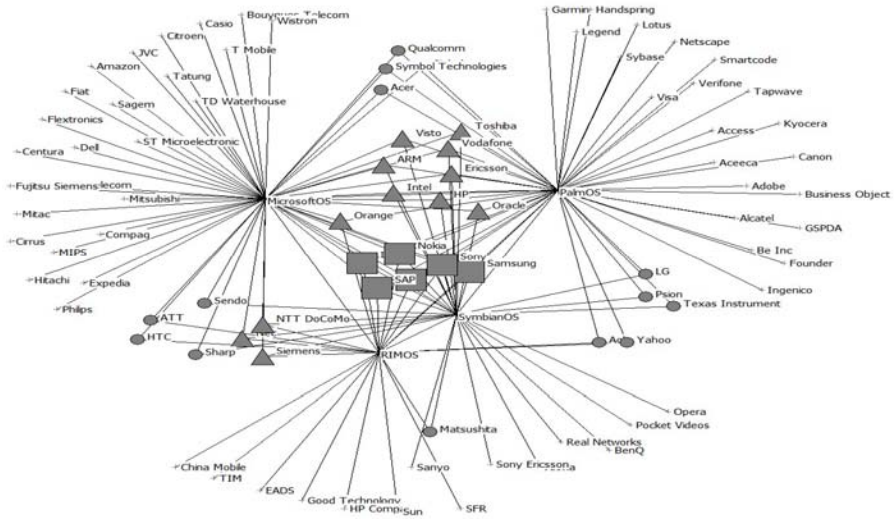 Bouygues Telecom
Wistron
Casio
Citroen
T Mobile
JVC
Amazon
Tatung
Fiat
Sagem
TD Waterhouse
Flextronics
ST Microelectronic
Centura
Dell
Fujitsu Siemens
lecom
Mitsubishi
MicrosoftOS
Mitac
Compaq
Cirrus
MIPS
Hitachi
Expedia
Philips
Qualcomm
Symbol Technologies
Acer
Visto
Toshiba
Vodafone
ARM
Ericsson
Intel
HP
Orange
Oracle
Nokia
Sony
Samsung
SAP
Garmin
Handspring
Legend
Lotus
Netscape
Sybase
Smartcode
Visa
Verifone
Tapwave
Access
Kyocera
Aceeca
Canon
PalmOS
Adobe
Business Object
Alcatel
GSPDA
Be Inc
Founder
Ingenico
LG
Psion
Texas Instrument
Yahoo
Sendo
ATT
NTT DoCoMo
HTC
Sharp
Siemens
SymbianOS
RIMOS
Matsushita
Opera
Pocket Videos
Real Networks
BenQ
Sony Ericsson
Sanyo
China Mobile
TIM
EADS
Good Technology
HP Compa
Sun
SFR